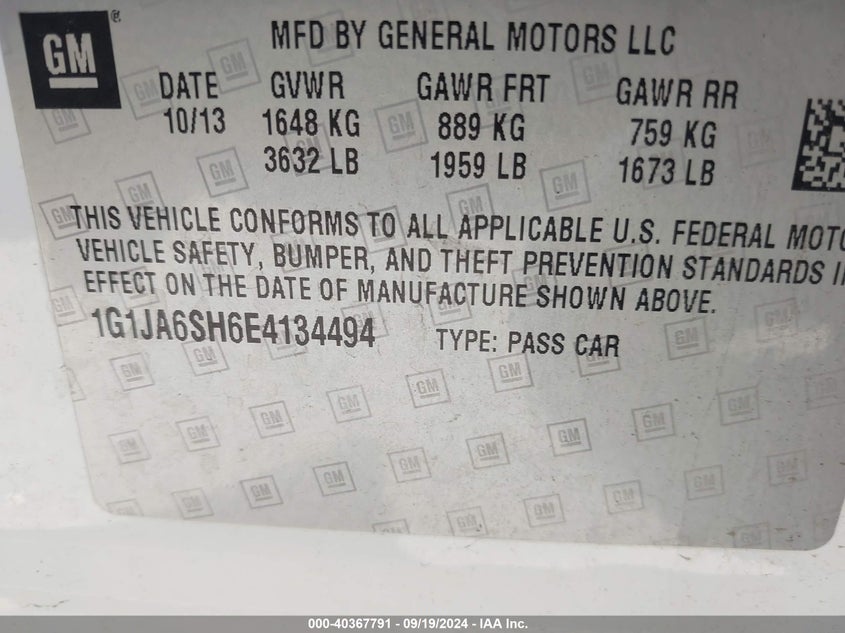 GM
MFD BY GENERAL MOTORS LLC
DATE GVWR GAWR FRT GAWR RR
10/13 1648 KG 889 KG 759 KG
3632 LB 1959 LB 1673 LB
THIS VEHICLE CONFORMS TO ALL APPLICABLE U.S. FEDERAL MOTO
VEHICLE SAFETY, BUMPER, AND THEFT PREVENTION STANDARDS I
EFFECT ON THE DATE OF MANUFACTURE SHOWN ABOVE.
1G1JA6SH6E4134494 TYPE: PASS CAR
000-40367791 - 09/19/2024 - IAA Inc.